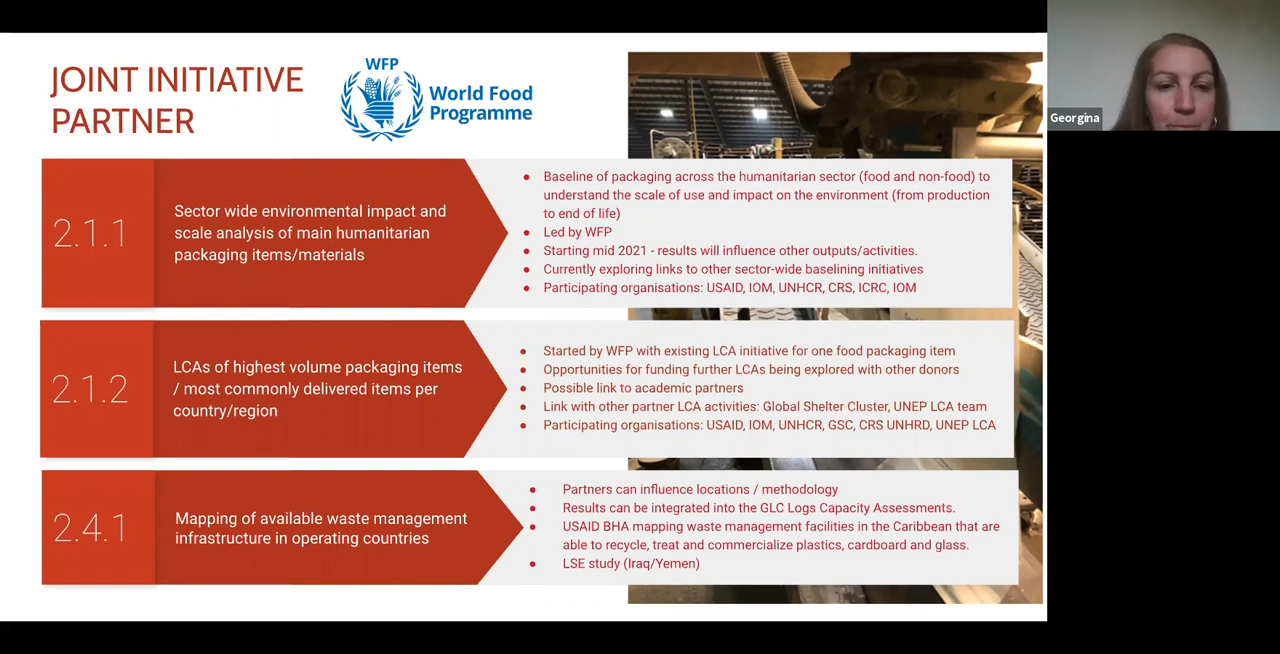 JOINT INITIATIVE
PARTNER
WFP
World Food
Programme
Georgina
2.1.1
Sector wide environmental impact and
scale analysis of main humanitarian
packaging items/materials
● Baseline of packaging across the humanitarian sector (food and non-food) to
understand the scale of use and impact on the environment (from production
to end of life)
● Led by WFP
● Starting mid 2021 - results will influence other outputs/activities.
● Currently exploring links to other sector-wide baselining initiatives
● Participating organisations: USAID, IOM, UNHCR, CRS, ICRC, IOM
2.1.2
LCAs of highest volume packaging items
/ most commonly delivered items per
country/region
● Started by WFP with existing LCA initiative for one food packaging item
● Opportunities for funding further LCAs being explored with other donors
● Possible link to academic partners
● Link with other partner LCA activities: Global Shelter Cluster, UNEP LCA team
● Participating organisations: USAID, IOM, UNHCR, GSC, CRS UNHRD, UNEP LCA
2.4.1
Mapping of available waste management
infrastructure in operating countries
● Partners can influence locations / methodology
● Results can be integrated into the GLC Logs Capacity Assessments.
● USAID BHA mapping waste management facilities in the Caribbean that are
able to recycle, treat and commercialize plastics, cardboard and glass.
● LSE study (Iraq/Yemen)